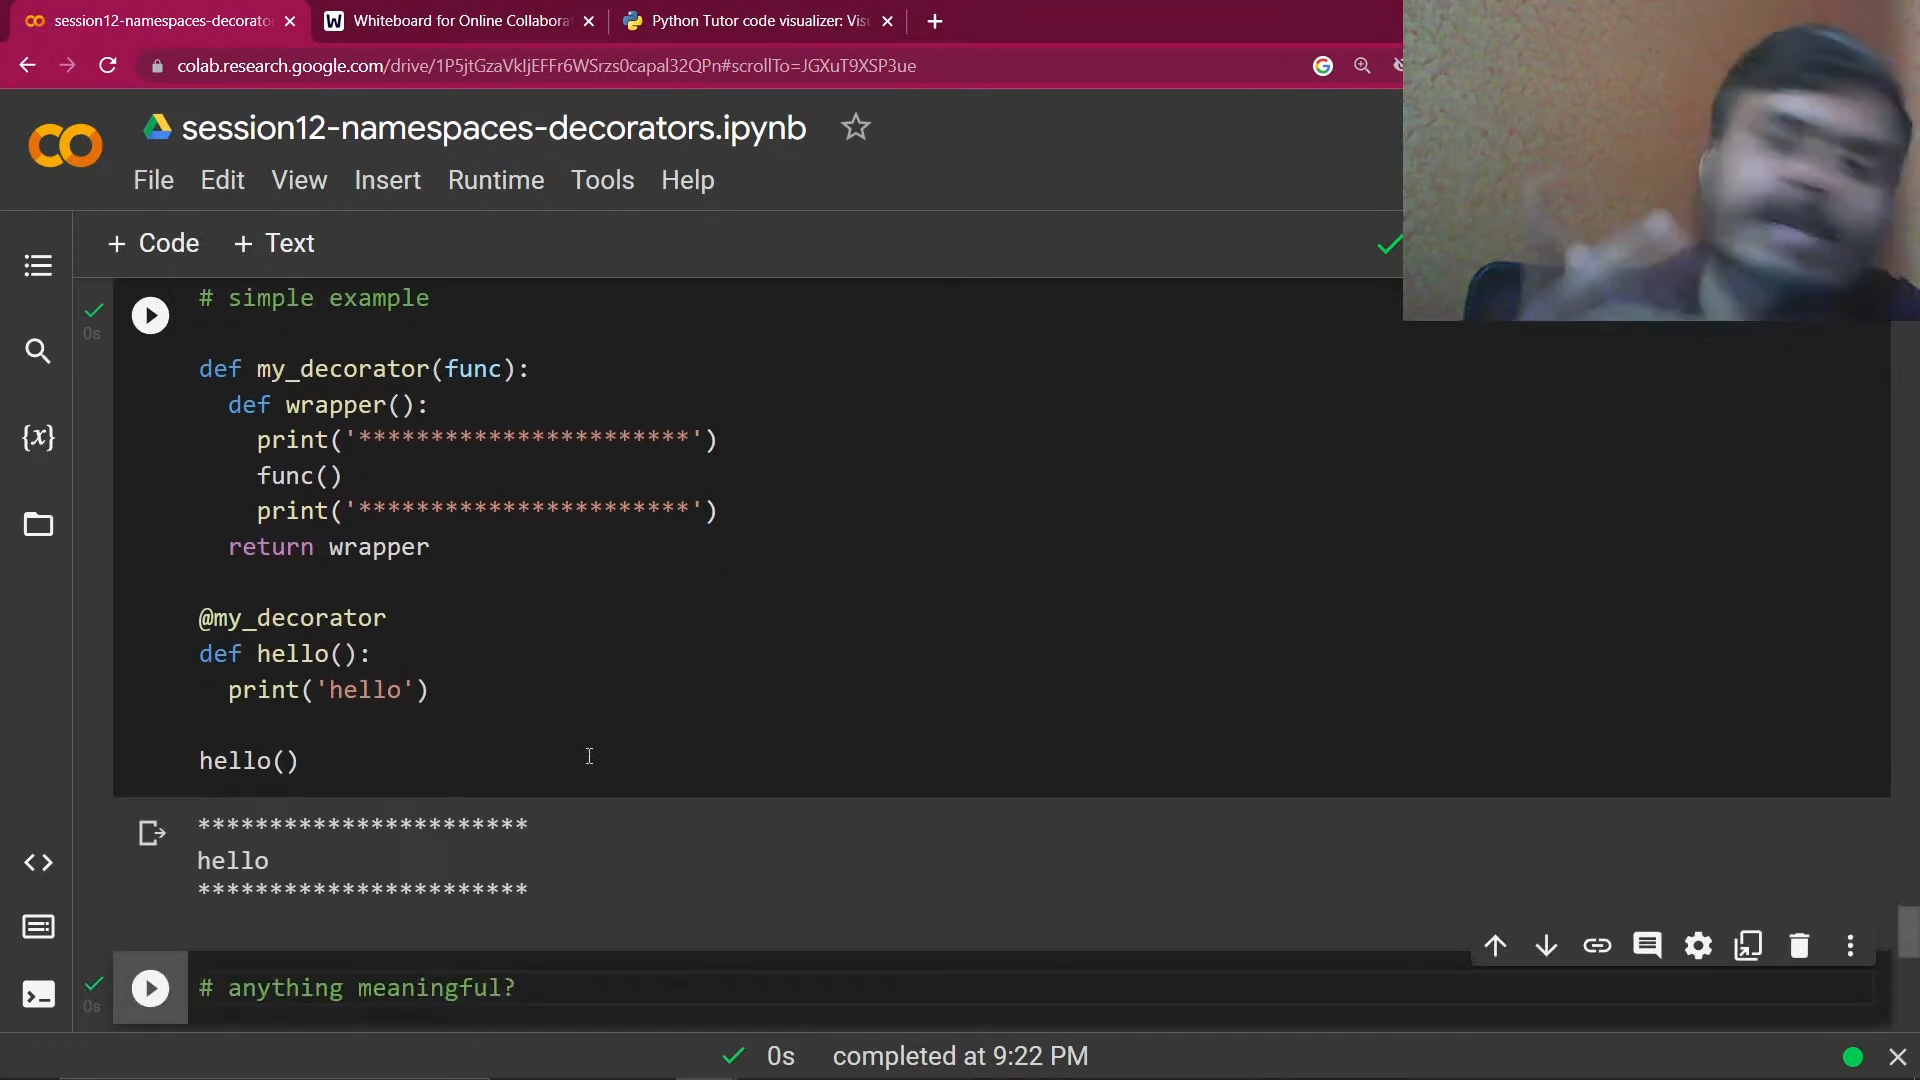 session12-namespaces-decorato
Whiteboard for Online Collabora
Python Tutor code visualizer: Vis
colab.research.google.com/drive/1P5jtGzaVkIjEFFr6WSrzs0capal32QPn#scrollTo=JGXuT9XSP3ue
session12-namespaces-decorators.ipynb
File Edit View Insert Runtime Tools Help
+ Code + Text
0s
# simple example
def my_decorator(func):
def wrapper():
print('***********************')
func()
print('***********************')
return wrapper
@my_decorator
def hello():
print('hello')
hello()
***********************
hello
***********************
0s
# anything meaningful?
0s completed at 9:22 PM